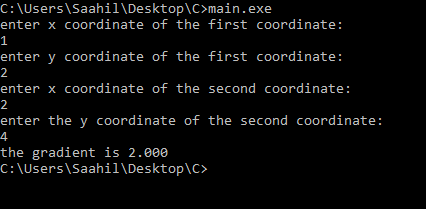 C:\Users\Saahil\Desktop\C>main.exe
enter x coordinate of the first coordinate:
1
enter y coordinate of the first coordinate:
2
enter x coordinate of the second coordinate:
2
enter the y coordinate of the second coordinate:
4
the gradient is 2.000
C:\Users\Saahil\Desktop\C>